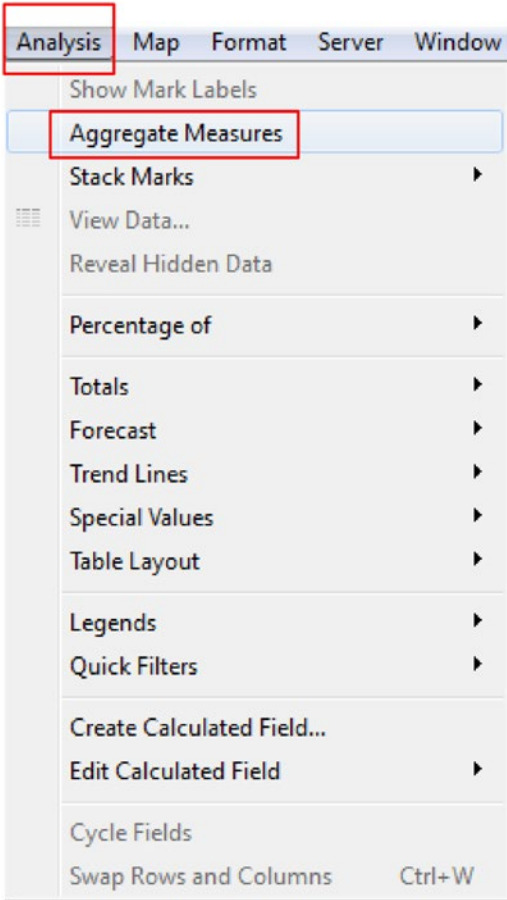 Analysis Map Format Server Window
Show Mark Labels
Aggregate Measures
Stack Marks
View Data...
Reveal Hidden Data
Percentage of
Totals
Forecast
Trend Lines
Special Values
Table Layout
Legends
Quick Filters
Create Calculated Field...
Edit Calculated Field
Cycle Fields
Swap Rows and Columns Ctrl+W